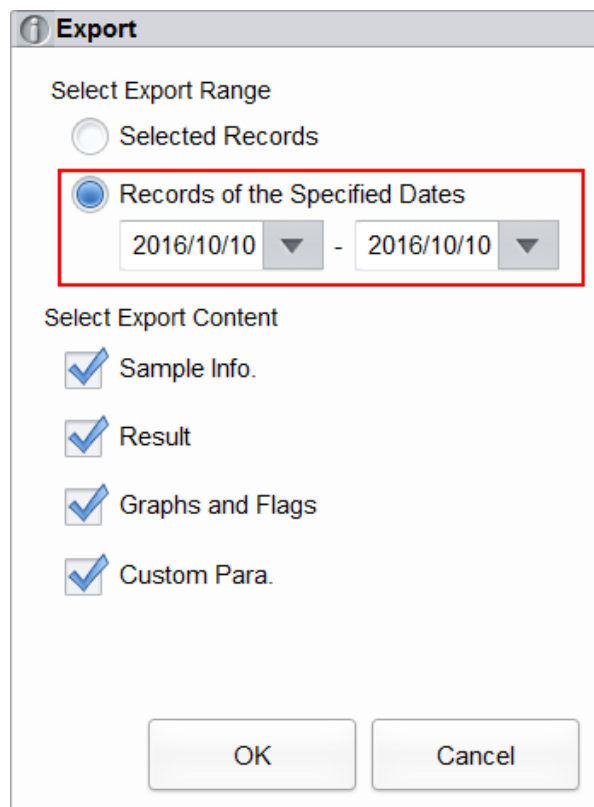 Export
Select Export Range
Selected Records
Records of the Specified Dates
2016/10/10 - 2016/10/10
Select Export Content
Sample Info.
Result
Graphs and Flags
Custom Para.
OK Cancel